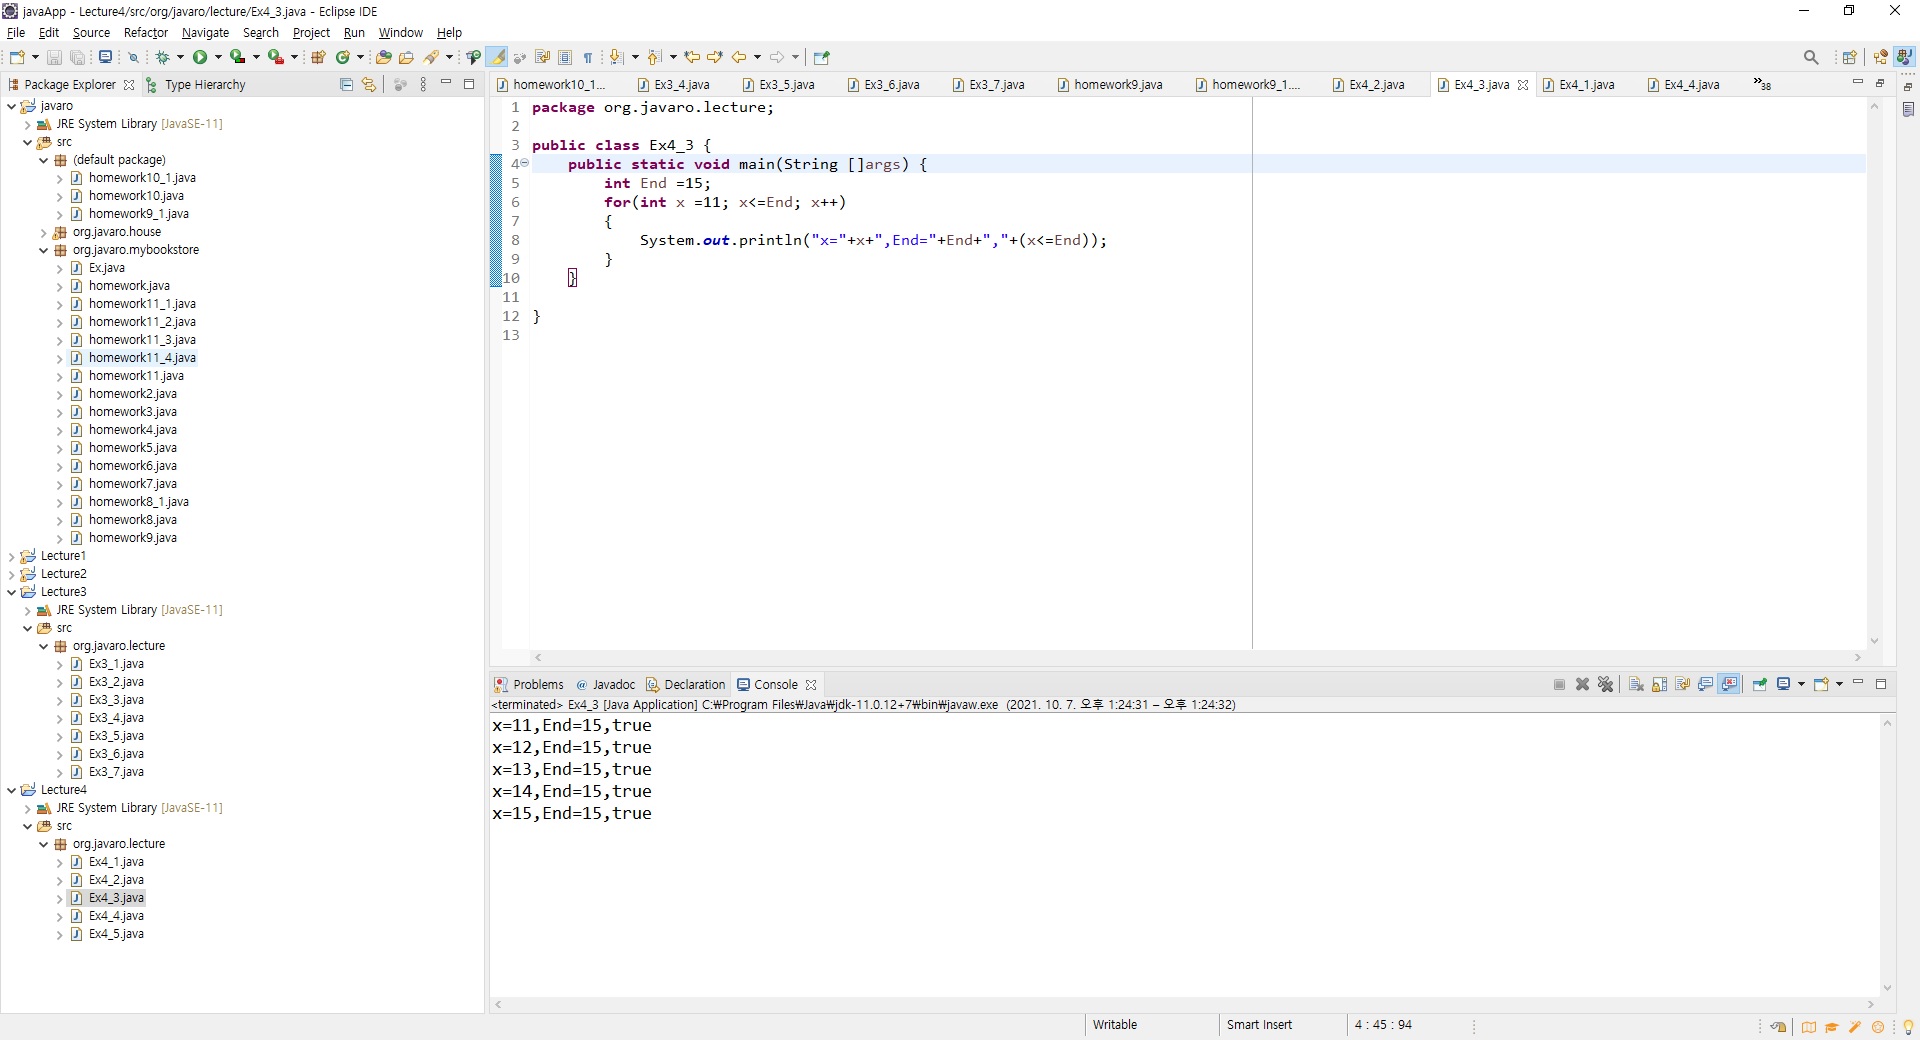 javaApp - Lecture4/src/org/javaro/lecture/Ex4_3.java - Eclipse IDE
File Edit Source Refactor Navigate Search Project Run Window Help
Package Explorer Type Hierarchy
javaro
JRE System Library [JavaSE-11]
src
(default package)
homework10_1.java
homework10.java
homework9_1.java
org.javaro.house
org.javaro.mybookstore
Ex.java
homework.java
homework11_1.java
homework11_2.java
homework11_3.java
homework11_4.java
homework11.java
homework2.java
homework3.java
homework4.java
homework5.java
homework6.java
homework7.java
homework8_1.java
homework8.java
homework9.java
Lecture1
Lecture2
Lecture3
JRE System Library [JavaSE-11]
src
org.javaro.lecture
Ex3_1.java
Ex3_2.java
Ex3_3.java
Ex3_4.java
Ex3_5.java
Ex3_6.java
Ex3_7.java
Lecture4
JRE System Library [JavaSE-11]
src
org.javaro.lecture
Ex4_1.java
Ex4_2.java
Ex4_3.java
Ex4_4.java
Ex4_5.java
homework10_1... Ex3_4.java Ex3_5.java Ex3_6.java Ex3_7.java homework9.java homework9_1.... Ex4_2.java Ex4_3.java Ex4_1.java Ex4_4.java »38
1 package org.javaro.lecture;
2
3 public class Ex4_3 {
4 public static void main(String []args) {
5 int End =15;
6 for(int x =11; x<=End; x++)
7 {
8 System.out.println("x="+x+",End="+End+","+(x<=End));
9 }
10 }
11
12 }
13
Problems @ Javadoc Declaration Console
<terminated> Ex4_3 [Java Application] C:₩Program Files₩Java₩jdk-11.0.12+7₩bin₩javaw.exe (2021. 10. 7. 오후 1:24:31 – 오후 1:24:32)
x=11,End=15,true
x=12,End=15,true
x=13,End=15,true
x=14,End=15,true
x=15,End=15,true
Writable Smart Insert 4 : 45 : 94